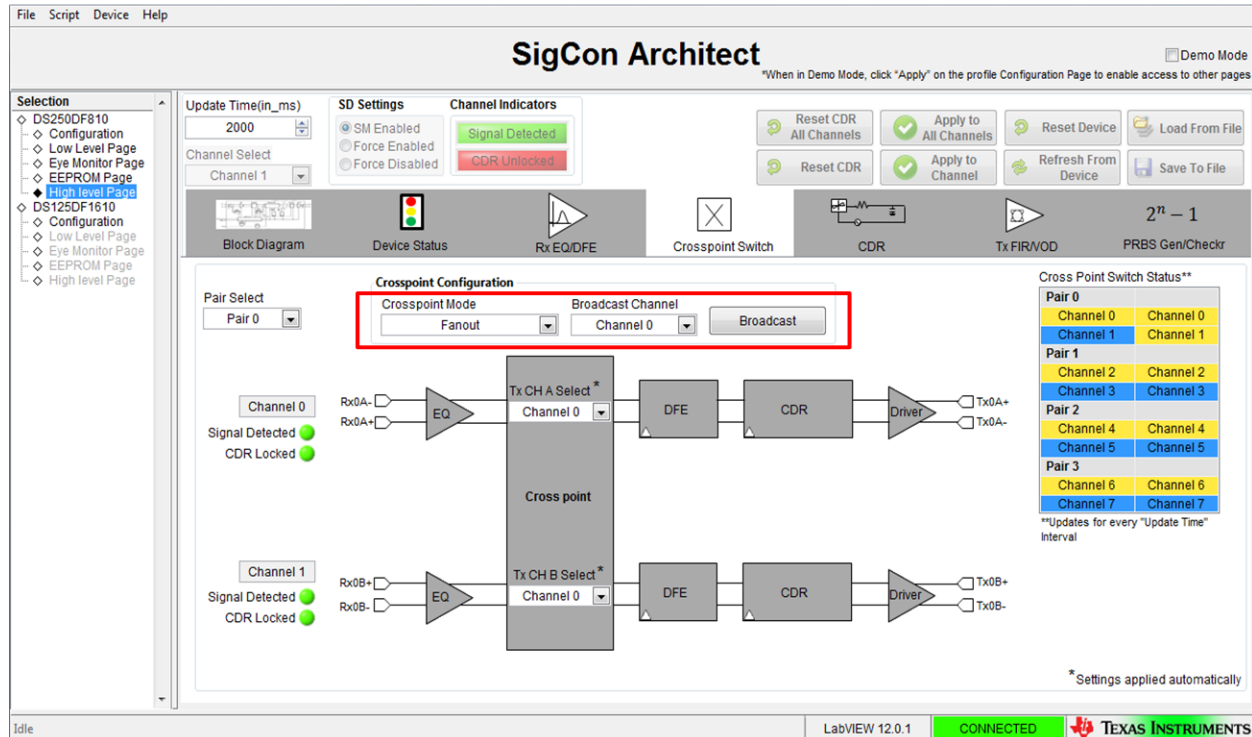 File Script Device Help
SigCon Architect
Demo Mode
*When in Demo Mode, click "Apply" on the profile Configuration Page to enable access to other pages
Selection
DS250DF810
Configuration
Low Level Page
Eye Monitor Page
EEPROM Page
High level Page
DS125DF1610
Configuration
Low Level Page
Eye Monitor Page
EEPROM Page
High level Page
Update Time(in_ms)
2000
Channel Select
Channel 1
SD Settings
SM Enabled
Force Enabled
Force Disabled
Channel Indicators
Signal Detected
CDR Unlocked
Reset CDR
All Channels
Apply to
All Channels
Reset Device
Load From File
Reset CDR
Apply to
Channel
Refresh From
Device
Save To File
Block Diagram
Device Status
Rx EQ/DFE
X
Crosspoint Switch
CDR
Tx FIR/VOD
2ⁿ − 1
PRBS Gen/Checkr
Pair Select
Pair 0
Crosspoint Configuration
Crosspoint Mode
Fanout
Broadcast Channel
Channel 0
Broadcast
Cross Point Switch Status**
Pair 0
Channel 0 Channel 0
Channel 1 Channel 1
Pair 1
Channel 2 Channel 2
Channel 3 Channel 3
Pair 2
Channel 4 Channel 4
Channel 5 Channel 5
Pair 3
Channel 6 Channel 6
Channel 7 Channel 7
**Updates for every "Update Time"
Interval
Channel 0
Signal Detected
CDR Locked
Rx0A-
Rx0A+
EQ
Tx CH A Select *
Channel 0
DFE
CDR
Driver
Tx0A+
Tx0A-
Cross point
Channel 1
Signal Detected
CDR Locked
Rx0B+
Rx0B-
EQ
Tx CH B Select *
Channel 0
DFE
CDR
Driver
Tx0B+
Tx0B-
*Settings applied automatically
Idle
LabVIEW 12.0.1
CONNECTED
TEXAS INSTRUMENTS